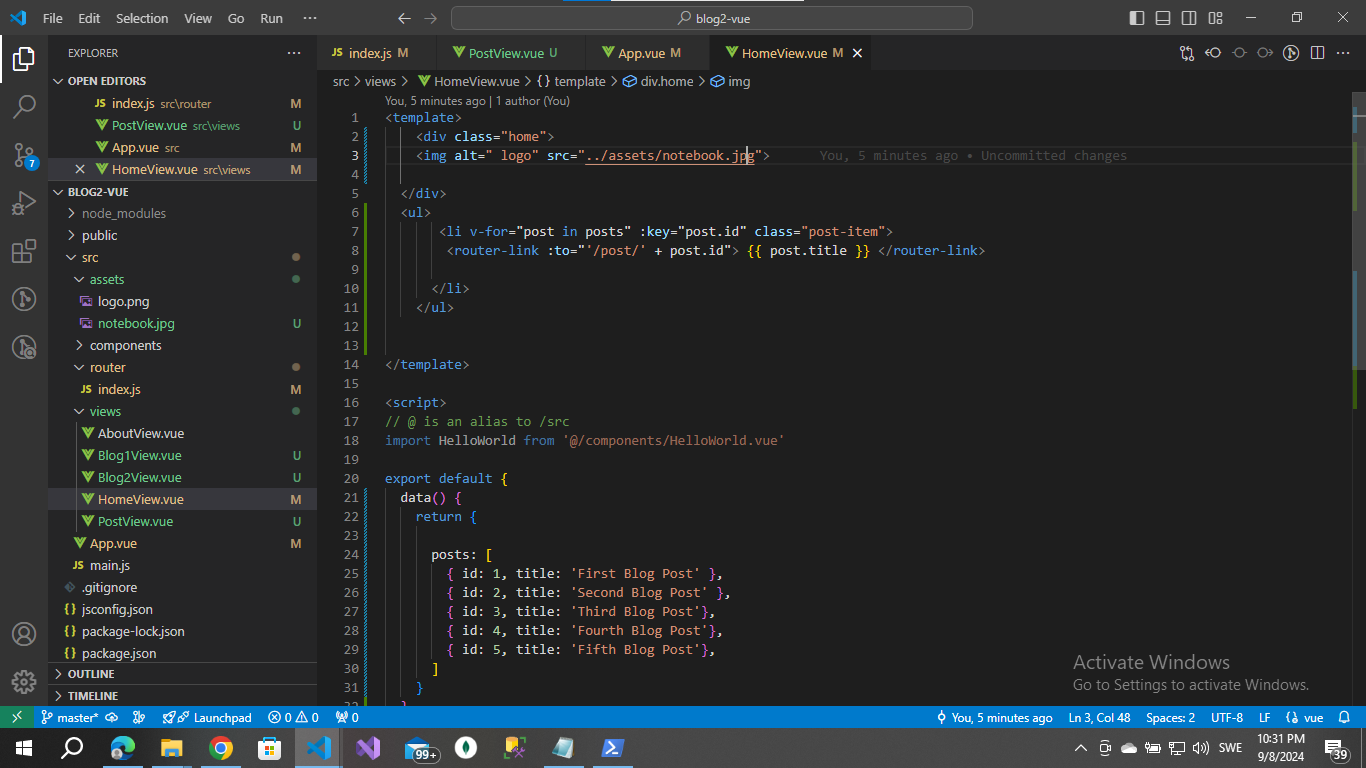 File Edit Selection View Go Run ··· blog2-vue
EXPLORER ···
OPEN EDITORS
index.js src\router M
PostView.vue src\views U
App.vue src M
HomeView.vue src\views M
BLOG2-VUE
node_modules
public
src
assets
logo.png
notebook.jpg U
components
router
index.js M
views
AboutView.vue
Blog1View.vue U
Blog2View.vue U
HomeView.vue M
PostView.vue U
App.vue M
main.js
.gitignore
jsconfig.json
package-lock.json
package.json
OUTLINE
TIMELINE
7
index.js M PostView.vue U App.vue M HomeView.vue M
src > views > HomeView.vue > {} template > div.home > img
You, 5 minutes ago | 1 author (You)
1 <template>
2 <div class="home">
3 <img alt=" logo" src="../assets/notebook.jpg"> You, 5 minutes ago • Uncommitted changes
4
5 </div>
6 <ul>
7 <li v-for="post in posts" :key="post.id" class="post-item">
8 <router-link :to="'/post/' + post.id"> {{ post.title }} </router-link>
9
10 </li>
11 </ul>
12
13
14 </template>
15
16 <script>
17 // @ is an alias to /src
18 import HelloWorld from '@/components/HelloWorld.vue'
19
20 export default {
21 data() {
22 return {
23
24 posts: [
25 { id: 1, title: 'First Blog Post' },
26 { id: 2, title: 'Second Blog Post' },
27 { id: 3, title: 'Third Blog Post'},
28 { id: 4, title: 'Fourth Blog Post'},
29 { id: 5, title: 'Fifth Blog Post'},
30 ]
31 }
Activate Windows
Go to Settings to activate Windows.
master* Launchpad 0 0 0 You, 5 minutes ago Ln 3, Col 48 Spaces: 2 UTF-8 LF vue
99+ SWE 10:31 PM
9/8/2024 39